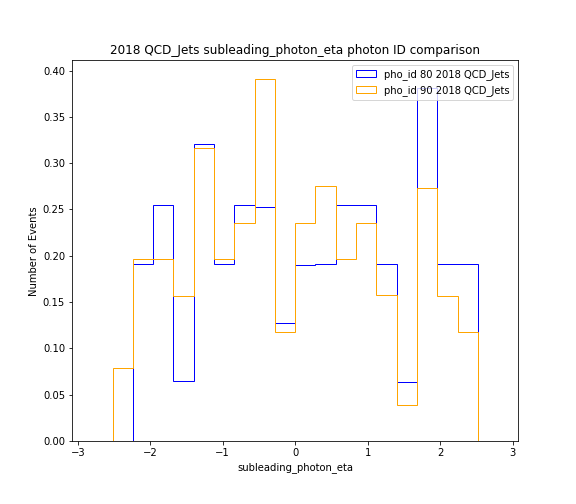 2018 QCD_Jets subleading_photon_eta photon ID comparison
pho_id 80 2018 QCD_Jets
pho_id 90 2018 QCD_Jets
Number of Events
0.40
0.35
0.30
0.25
0.20
0.15
0.10
0.05
0.00
−3 −2 −1 0 1 2 3
subleading_photon_eta